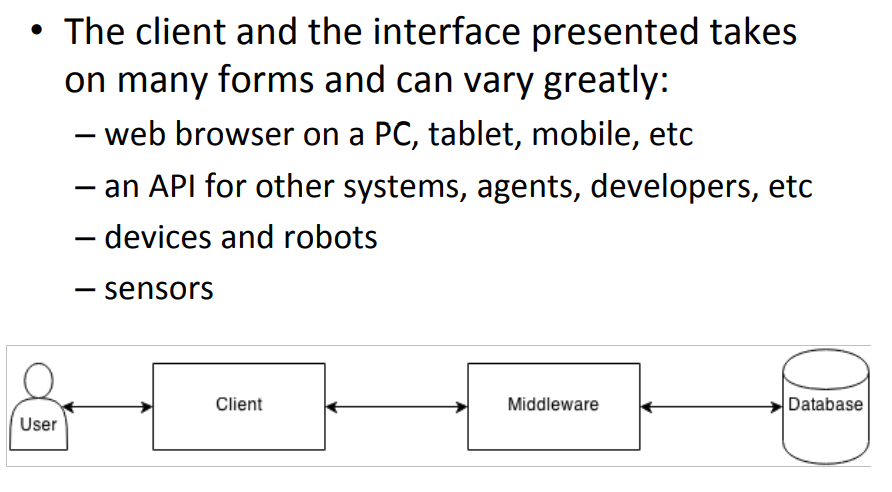 • The client and the interface presented takes
on many forms and can vary greatly:
– web browser on a PC, tablet, mobile, etc
– an API for other systems, agents, developers, etc
– devices and robots
– sensors
User
Client
Middleware
Database